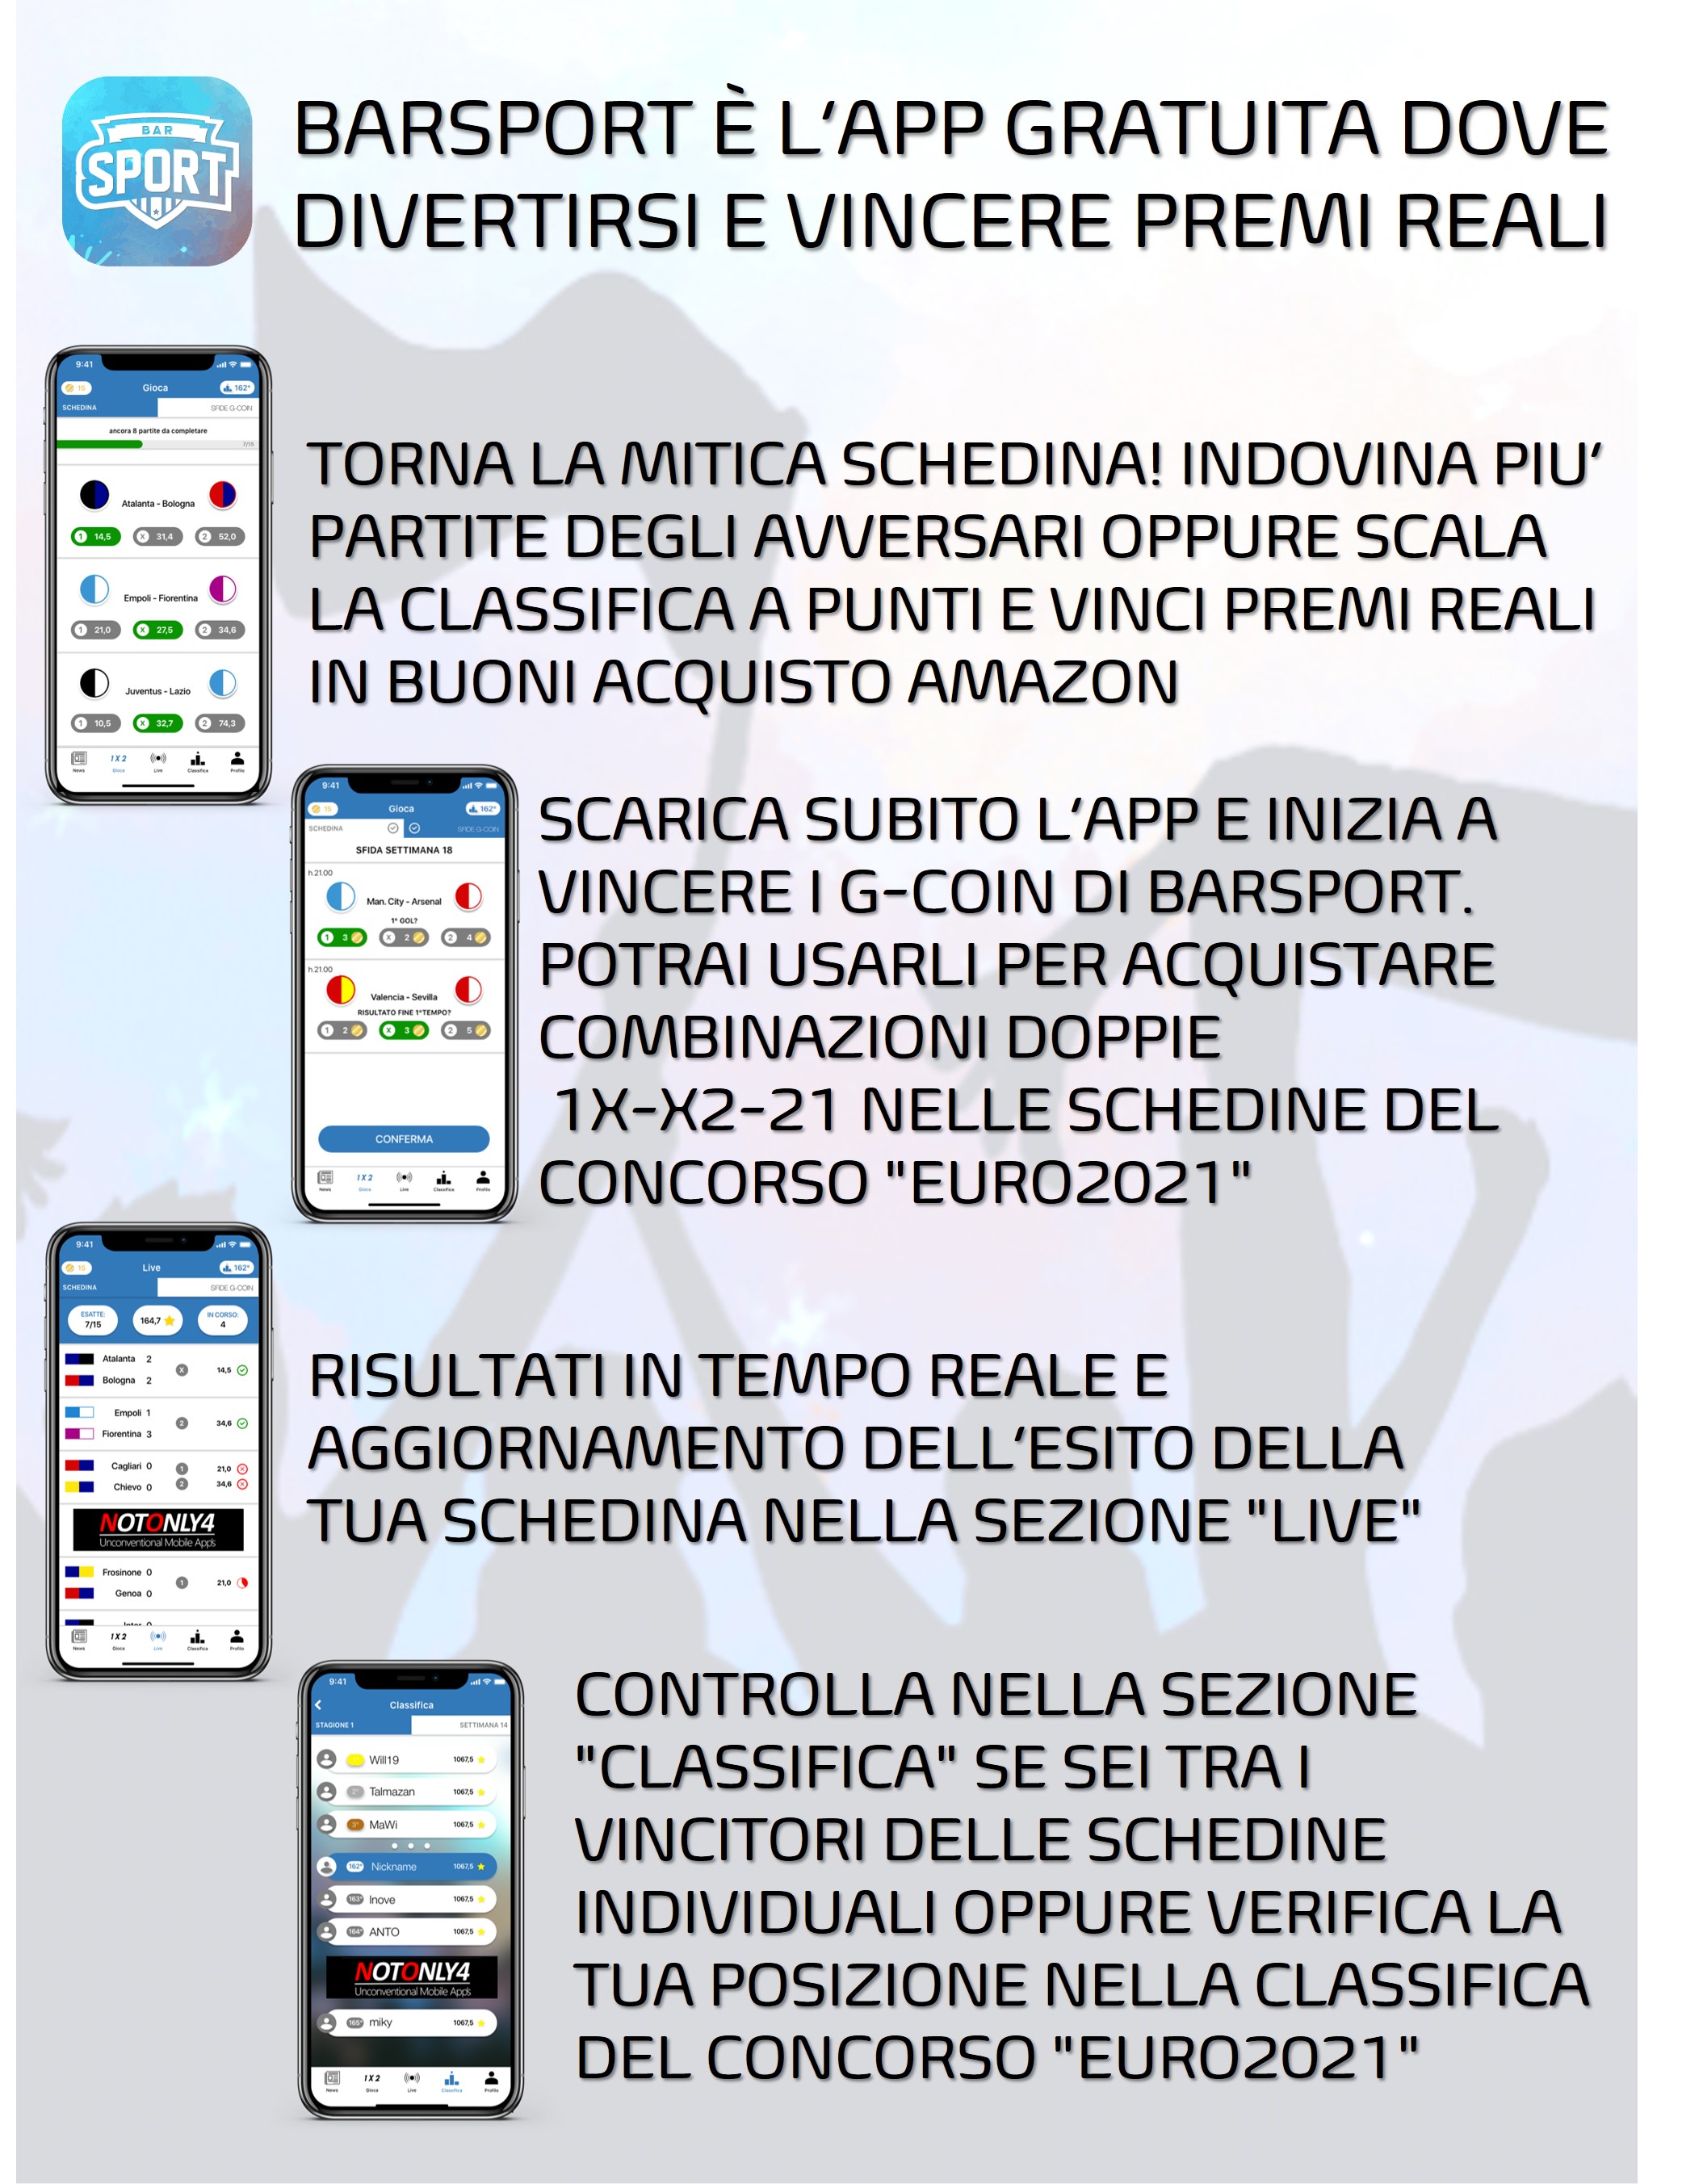 BAR
SPORT
BARSPORT È L'APP GRATUITA DOVE
DIVERTIRSI E VINCERE PREMI REALI
9:41
15
Gioca
162°
SCHEDINA
SFIDE G-COIN
ancora 8 partite da completare
7/15
Atalanta - Bologna
1 14,5
X 31,4
2 52,0
Empoli - Fiorentina
1 21,0
X 27,5
2 34,6
Juventus - Lazio
1 10,5
X 32,7
2 74,3
News
1X2
Gioca
Live
Classifica
Profilo
TORNA LA MITICA SCHEDINA! INDOVINA PIU'
PARTITE DEGLI AVVERSARI OPPURE SCALA
LA CLASSIFICA A PUNTI E VINCI PREMI REALI
IN BUONI ACQUISTO AMAZON
9:41
15
Gioca
162°
SCHEDINA
SFIDE G-COIN
SFIDA SETTIMANA 18
h.21.00
Man. City - Arsenal
1° GOL?
1 3
X 2
2 4
h.21.00
Valencia - Sevilla
RISULTATO FINE 1°TEMPO?
1 2
X 3
2 5
CONFERMA
News
1X2
Gioca
Live
Classifica
Profilo
SCARICA SUBITO L'APP E INIZIA A
VINCERE I G-COIN DI BARSPORT.
POTRAI USARLI PER ACQUISTARE
COMBINAZIONI DOPPIE
1X-X2-21 NELLE SCHEDINE DEL
CONCORSO "EURO2021"
9:41
15
Live
162°
SCHEDINA
SFIDE G-COIN
ESATTE:
7/15
164,7
IN CORSO:
4
Atalanta 2
Bologna 2
X
14,5
Empoli 1
Fiorentina 3
2
34,6
Cagliari 0
Chievo 0
1
21,0
2
34,6
NOTONLY4
Unconventional Mobile Apps
Frosinone 0
Genoa 0
1
21,0
Inter 0
News
1X2
Gioca
Live
Classifica
Profilo
RISULTATI IN TEMPO REALE E
AGGIORNAMENTO DELL'ESITO DELLA
TUA SCHEDINA NELLA SEZIONE "LIVE"
9:41
Classifica
STAGIONE 1
SETTIMANA 14
Will19
1067,5
2°
Talmazan
1067,5
3°
MaWi
1067,5
162°
Nickname
1067,5
163°
Inove
1067,5
164°
ANTO
1067,5
NOTONLY4
Unconventional Mobile Apps
165°
miky
1067,5
News
1X2
Gioca
Live
Classifica
Profilo
CONTROLLA NELLA SEZIONE
"CLASSIFICA" SE SEI TRA I
VINCITORI DELLE SCHEDINE
INDIVIDUALI OPPURE VERIFICA LA
TUA POSIZIONE NELLA CLASSIFICA
DEL CONCORSO "EURO2021"